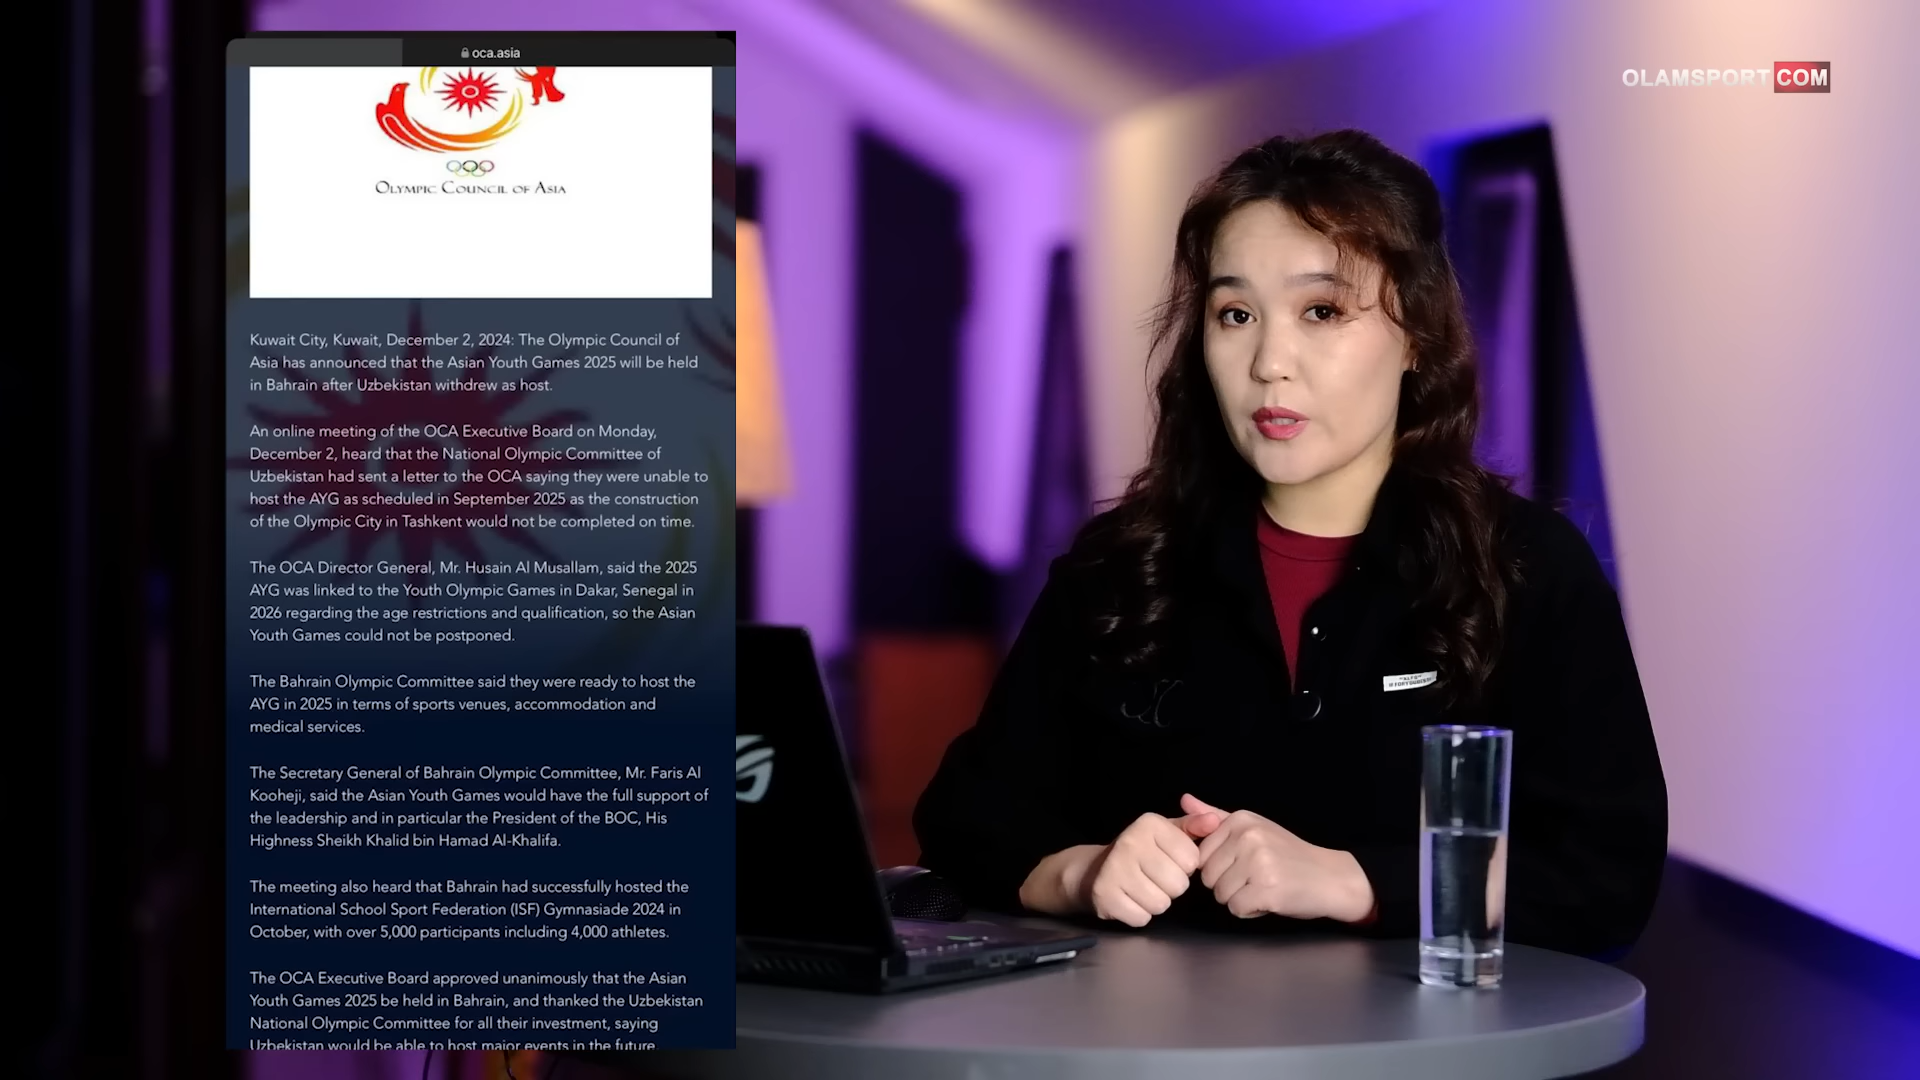 oca.asia
OLAMSPORT.COM
OLYMPIC COUNCIL OF ASIA
Kuwait City, Kuwait, December 2, 2024: The Olympic Council of
Asia has announced that the Asian Youth Games 2025 will be held
in Bahrain after Uzbekistan withdrew as host.
An online meeting of the OCA Executive Board on Monday,
December 2, heard that the National Olympic Committee of
Uzbekistan had sent a letter to the OCA saying they were unable to
host the AYG as scheduled in September 2025 as the construction
of the Olympic City in Tashkent would not be completed on time.
The OCA Director General, Mr. Husain Al Musallam, said the 2025
AYG was linked to the Youth Olympic Games in Dakar, Senegal in
2026 regarding the age restrictions and qualification, so the Asian
Youth Games could not be postponed.
The Bahrain Olympic Committee said they were ready to host the
AYG in 2025 in terms of sports venues, accommodation and
medical services.
The Secretary General of Bahrain Olympic Committee, Mr. Faris Al
Kooheji, said the Asian Youth Games would have the full support of
the leadership and in particular the President of the BOC, His
Highness Sheikh Khalid bin Hamad Al-Khalifa.
The meeting also heard that Bahrain had successfully hosted the
International School Sport Federation (ISF) Gymnasiade 2024 in
October, with over 5,000 participants including 4,000 athletes.
The OCA Executive Board approved unanimously that the Asian
Youth Games 2025 be held in Bahrain, and thanked the Uzbekistan
National Olympic Committee for all their investment, saying
Uzbekistan would be able to host major events in the future.